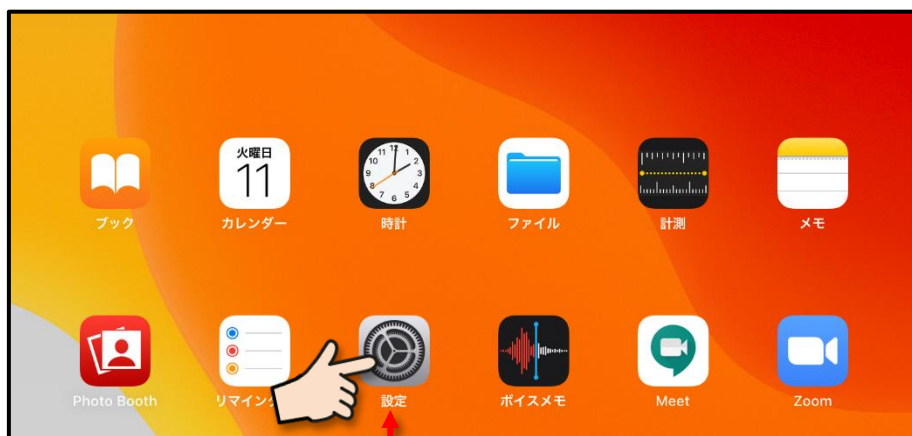 火曜日
11
ブック
カレンダー
時計
ファイル
計測
メモ
Photo Booth
リマイン
設定
ボイスメモ
Meet
Zoom